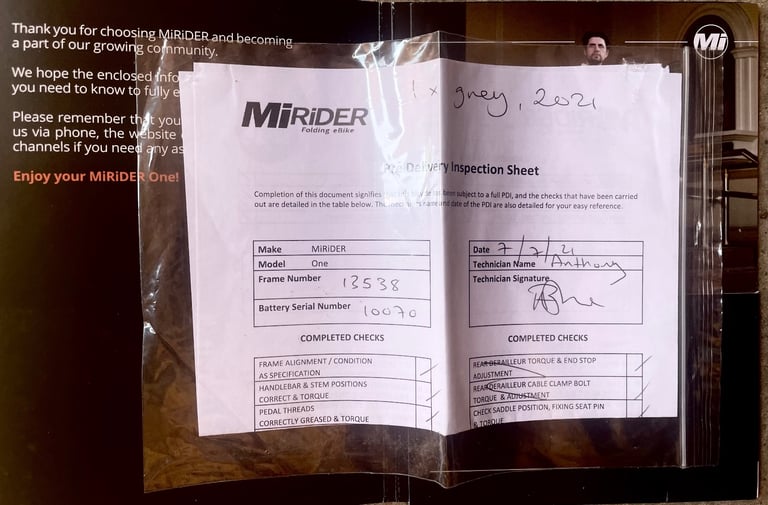 Thank you for choosing MiRiDER and becoming
a part of our growing community.
We hope the enclosed info
you need to know to fully e
Please remember that you
us via phone, the website
channels if you need any as
Enjoy your MiRiDER One!
Mi
1 x grey, 2021
MiRiDER
Folding eBike
Pre Delivery Inspection Sheet
Completion of this document signifies subject to a full PDI, and the checks that have been carried
out are detailed in the table below. The name and date of the PDI are also detailed for your easy reference.
Make MiRiDER
Model One
Frame Number 13538
Battery Serial Number 10070
Date 7/7/21
Technician Name Anthony
Technician Signature
COMPLETED CHECKS
FRAME ALIGNMENT / CONDITION
AS SPECIFICATION
HANDLEBAR & STEM POSITIONS
CORRECT & TORQUE
PEDAL THREADS
CORRECTLY GREASED & TORQUE
COMPLETED CHECKS
REAR DERAILLEUR TORQUE & END STOP
ADJUSTMENT
REAR DERAILLEUR CABLE CLAMP BOLT
TORQUE & ADJUSTMENT
CHECK SADDLE POSITION, FIXING SEAT PIN
& TORQUE